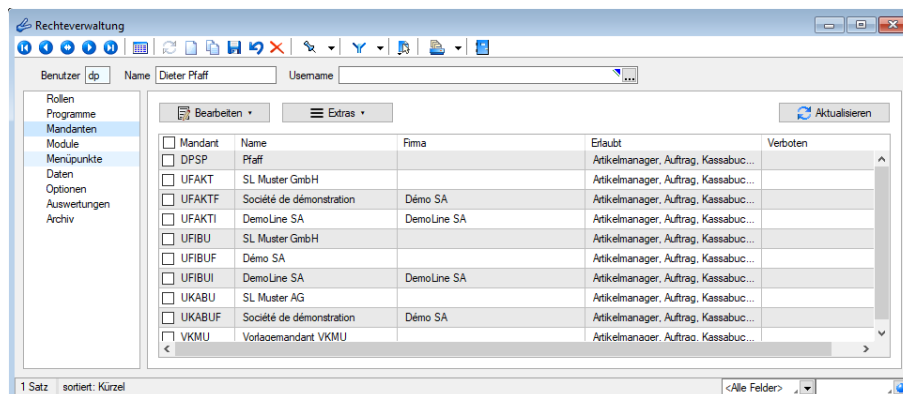 Rechteverwaltung
Benutzer dp Name Dieter Pfaff Username ...
Rollen
Programme
Mandanten
Module
Menüpunkte
Daten
Optionen
Auswertungen
Archiv
Bearbeiten Extras Aktualisieren
Mandant Name Firma Erlaubt Verboten
DPSP Pfaff Artikelmanager, Auftrag, Kassabuc...
UFAKT SL Muster GmbH Artikelmanager, Auftrag, Kassabuc...
UFAKTF Société de démonstration Démo SA Artikelmanager, Auftrag, Kassabuc...
UFAKTI DemoLine SA DemoLine SA Artikelmanager, Auftrag, Kassabuc...
UFIBU SL Muster GmbH Artikelmanager, Auftrag, Kassabuc...
UFIBUF Démo SA Artikelmanager, Auftrag, Kassabuc...
UFIBUI DemoLine SA DemoLine SA Artikelmanager, Auftrag, Kassabuc...
UKABU SL Muster AG Artikelmanager, Auftrag, Kassabuc...
UKABUF Société de démonstration Démo SA Artikelmanager, Auftrag, Kassabuc...
VKMU Vorlagemandant VKMU Artikelmanager, Auftrag, Kassabuc...
1 Satz sortiert: Kürzel <Alle Felder>